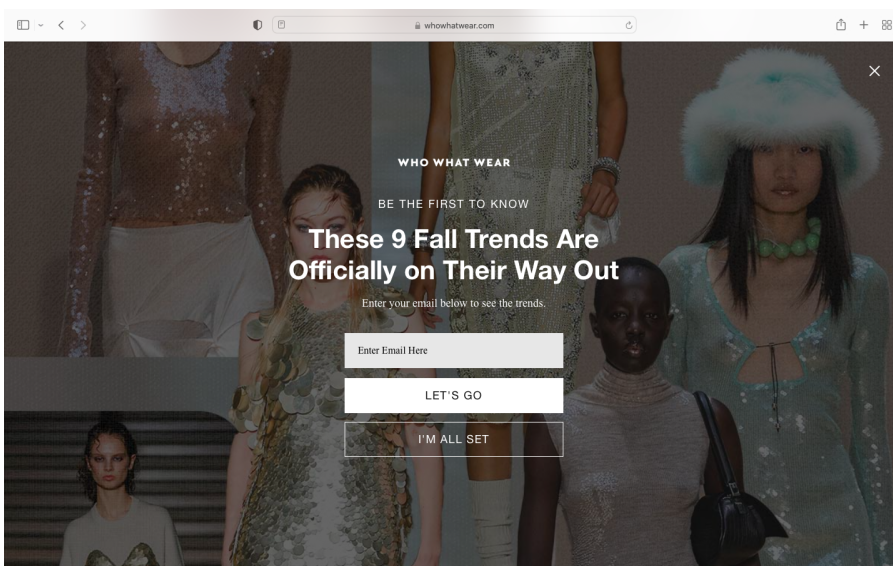 whowhatwear.com
WHO WHAT WEAR
BE THE FIRST TO KNOW
These 9 Fall Trends Are
Officially on Their Way Out
Enter your email below to see the trends.
Enter Email Here
LET'S GO
I'M ALL SET